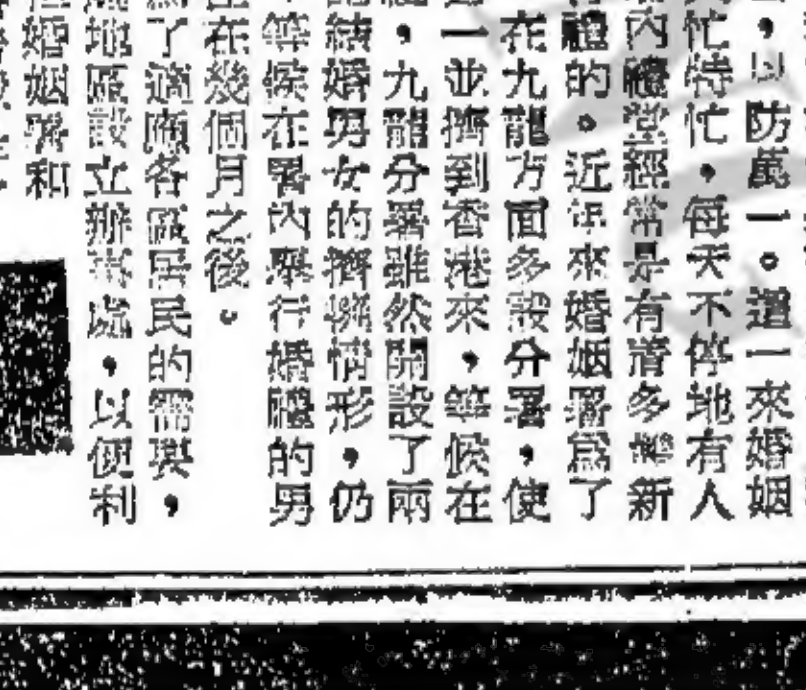 ，以防萬一。這一來婚姻
忙特忙，每天不停地有人
內禮堂經常是有着多對新
禮的。近年來婚姻署爲了
在九龍方面多設分署，使
一並擠到香港來，等候在
，九龍分署雖然開設了兩
結婚男女的擠擁情形，仍
等候在署內舉行婚禮的男
在幾個月之後。
了適應各區居民的需要，
地區設立辦事處，以便利
婚姻署和